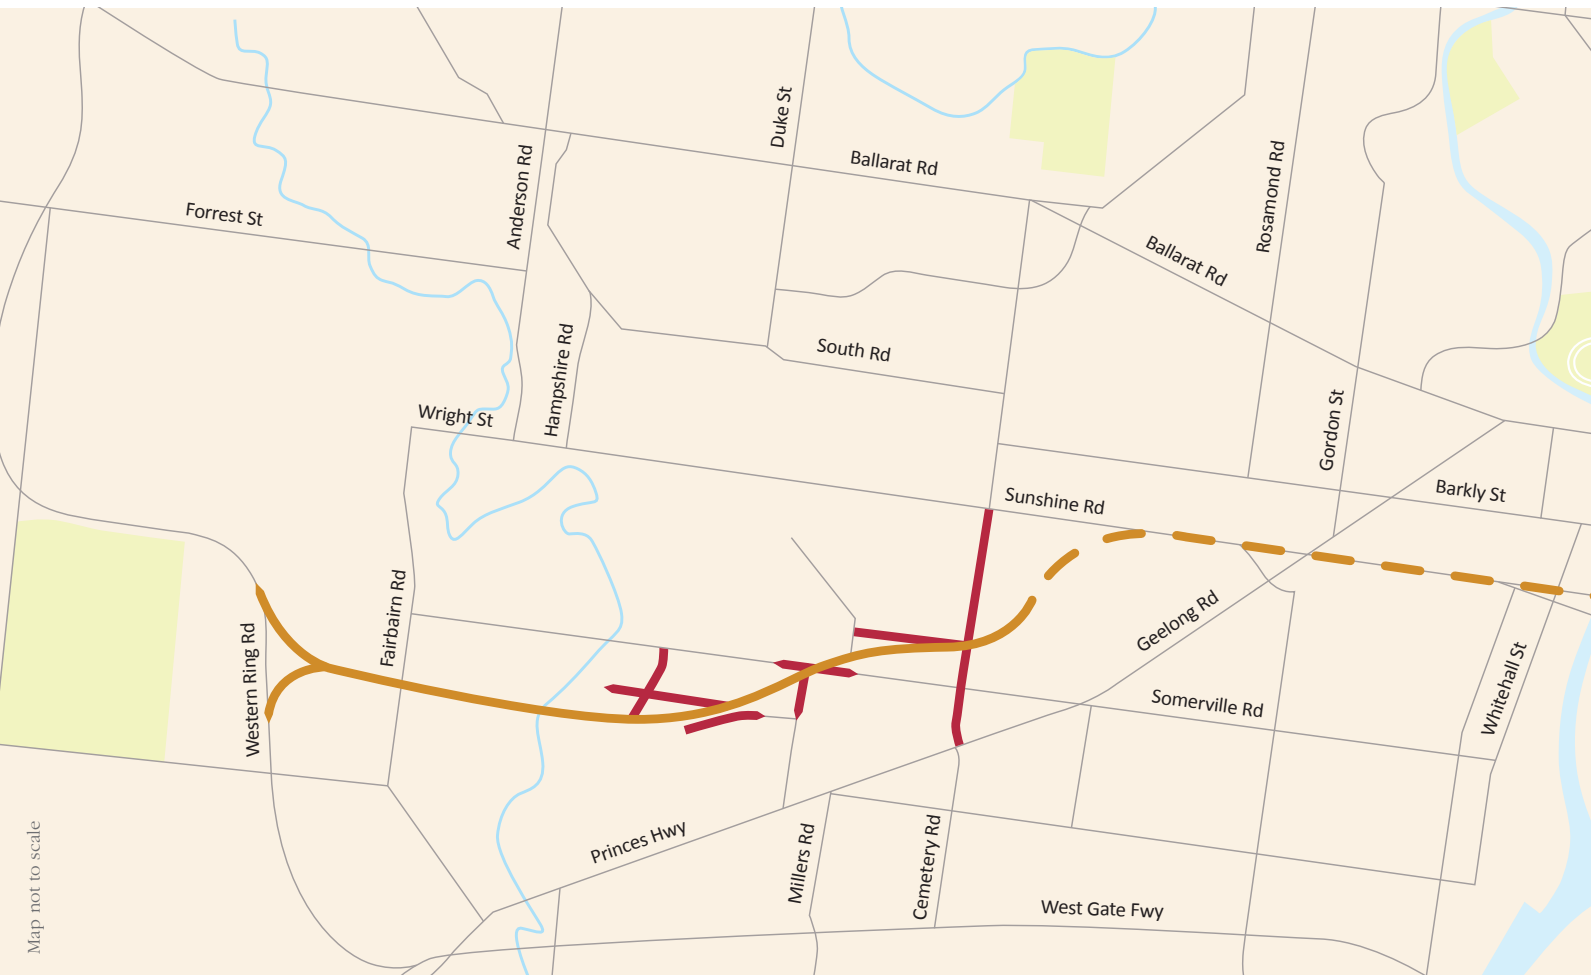 Duke St
Ballarat Rd
Anderson Rd
Rosamond Rd
Forrest St
Ballarat Rd
Hampshire Rd
South Rd
Gordon St
Wright St
Barkly St
Sunshine Rd
Fairbairn Rd
Geelong Rd
Western Ring Rd
Somerville Rd
Whitehall St
Princes Hwy
Millers Rd
Cemetery Rd
West Gate Fwy
Map not to scale